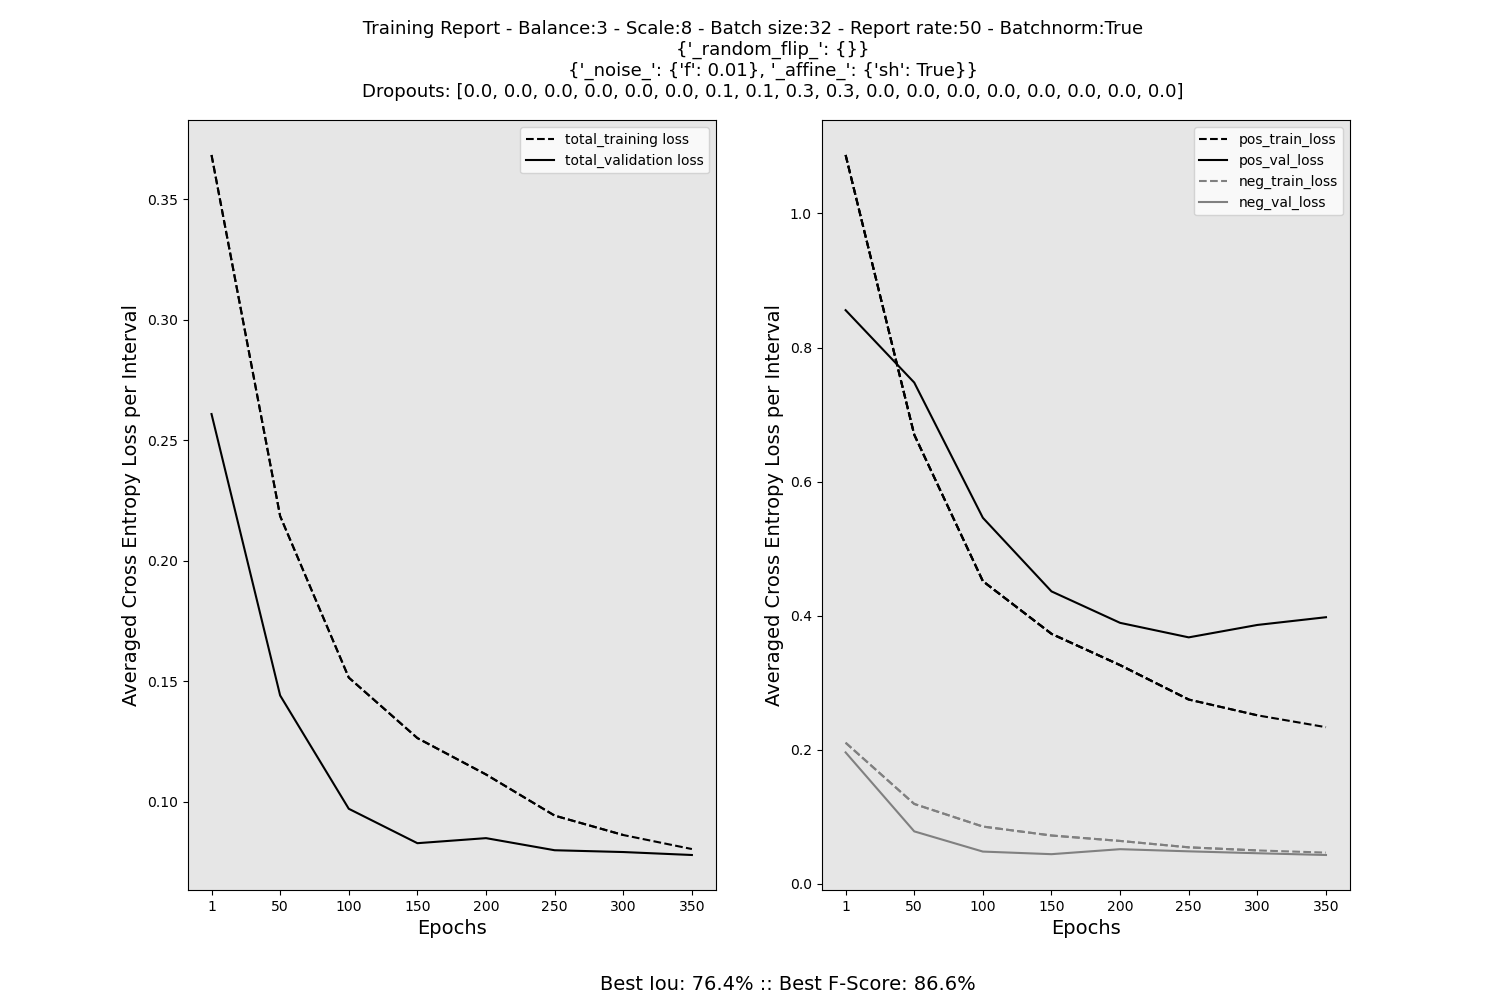 Training Report - Balance:3 - Scale:8 - Batch size:32 - Report rate:50 - Batchnorm:True
{'_random_flip_': {}}
{'_noise_': {'f': 0.01}, '_affine_': {'sh': True}}
Dropouts: [0.0, 0.0, 0.0, 0.0, 0.0, 0.0, 0.1, 0.1, 0.3, 0.3, 0.0, 0.0, 0.0, 0.0, 0.0, 0.0, 0.0, 0.0]
total_training loss
total_validation loss
0.35
0.30
0.25
0.20
0.15
0.10
Averaged Cross Entropy Loss per Interval
1 50 100 150 200 250 300 350
Epochs
pos_train_loss
pos_val_loss
neg_train_loss
neg_val_loss
1.0
0.8
0.6
0.4
0.2
0.0
Averaged Cross Entropy Loss per Interval
1 50 100 150 200 250 300 350
Epochs
Best Iou: 76.4% :: Best F-Score: 86.6%